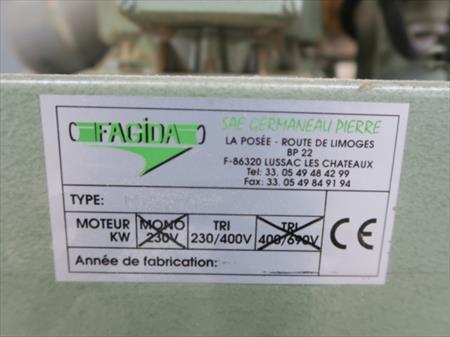 FAGIDA
SAE GERMANEAU PIERRE
LA POSÉE - ROUTE DE LIMOGES
BP 22
F-86320 LUSSAC LES CHATEAUX
Tel: 33. 05 49 48 42 99
Fax: 33. 05 49 84 91 94
TYPE:
MOTEUR MONO TRI TRI
KW 230V 230/400V 400/690V
CE
Année de fabrication: